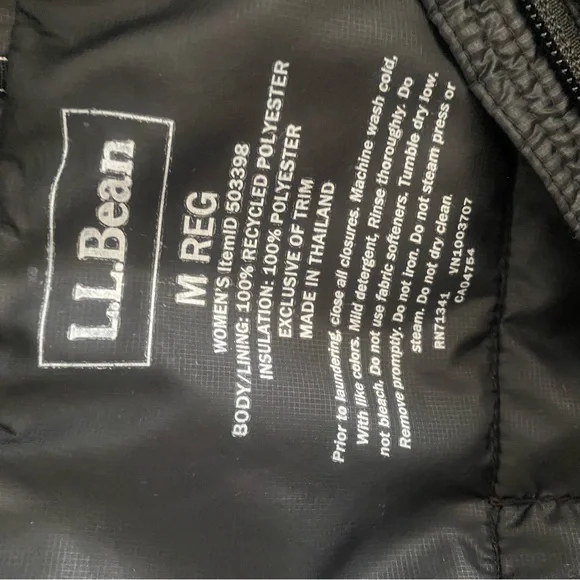 L.L.Bean
M REG
WOMEN'S ItemID 503398
BODY/LINING: 100% RECYCLED POLYESTER
INSULATION: 100% POLYESTER
EXCLUSIVE OF TRIM
MADE IN THAILAND
Prior to laundering, close all closures. Machine wash cold,
With like colors. Mild detergent, Rinse thoroughly. Do
not bleach. Do not use fabric softeners. Tumble dry low.
Remove promptly. Do not iron. Do not steam press or
steam. Do not dry clean.
RN71341 VN1003707
CA04754